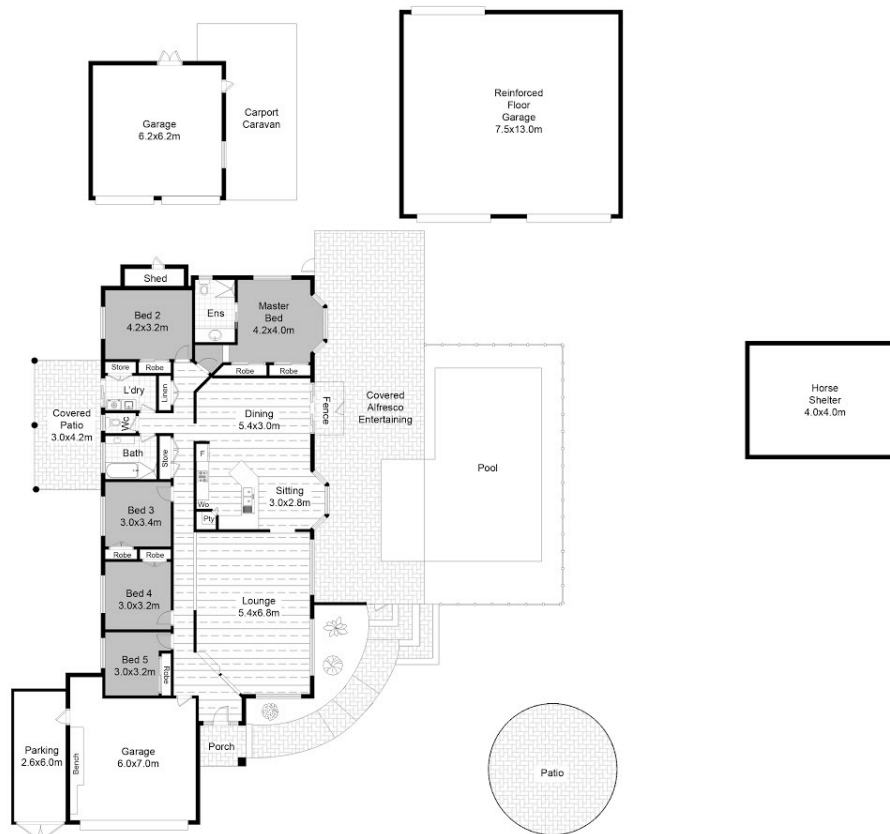 Garage
6.2x6.2m
Carport
Caravan
Reinforced
Floor
Garage
7.5x13.0m
Shed
Bed 2
4.2x3.2m
Ens
Master
Bed
4.2x4.0m
Store
Robe
Robe
Robe
L'dry
Linen
Covered
Patio
3.0x4.2m
Wc
Bath
Store
Dining
5.4x3.0m
Fence
Covered
Alfresco
Entertaining
F
Sitting
3.0x2.8m
Wo
Pty
Pool
Horse
Shelter
4.0x4.0m
Bed 3
3.0x3.4m
Robe
Robe
Bed 4
3.0x3.2m
Lounge
5.4x6.8m
Bed 5
3.0x3.2m
Robe
Parking
2.6x6.0m
Bench
Garage
6.0x7.0m
Porch
Patio